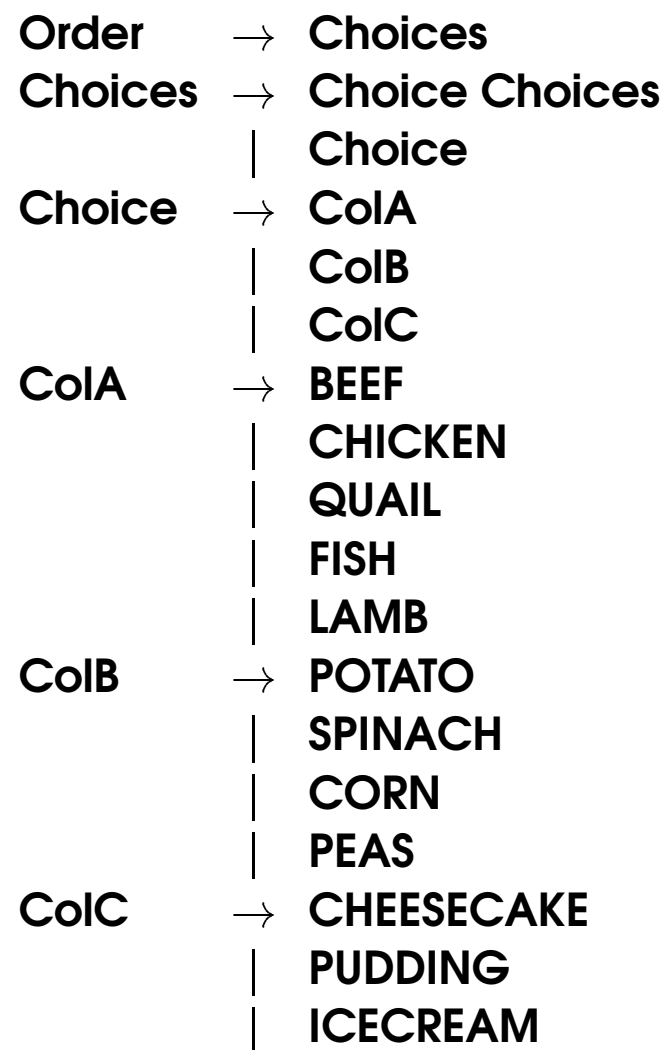 Order → Choices
Choices → Choice Choices
| Choice
Choice → ColA
| ColB
| ColC
ColA → BEEF
| CHICKEN
| QUAIL
| FISH
| LAMB
ColB → POTATO
| SPINACH
| CORN
| PEAS
ColC → CHEESECAKE
| PUDDING
| ICECREAM